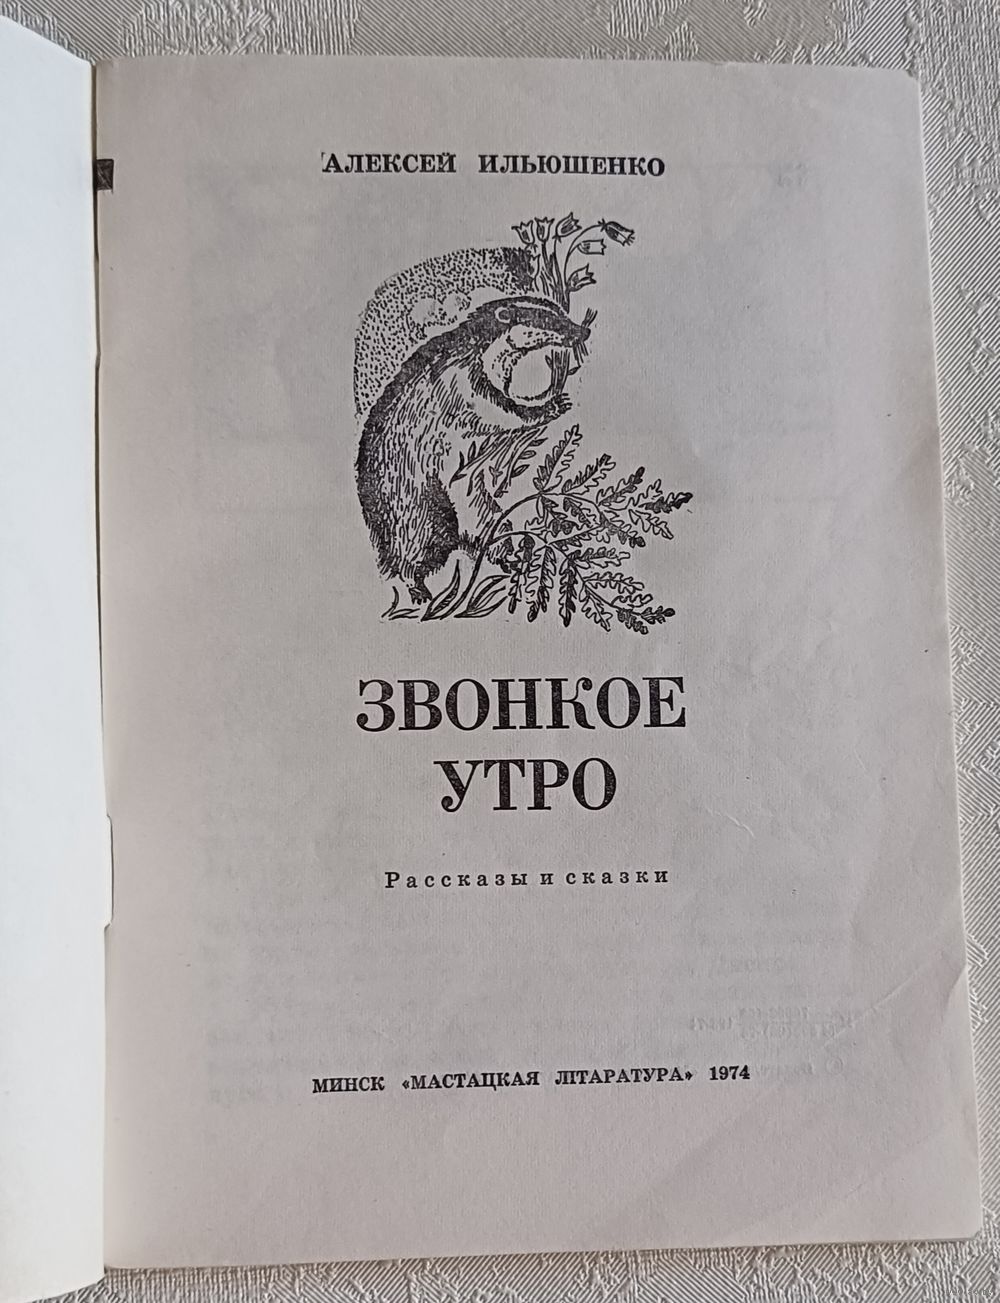 АЛЕКСЕЙ ИЛЬЮШЕНКО
ЗВОНКОЕ
УТРО
Рассказы и сказки
МИНСК «МАСТАЦКАЯ ЛІТАРАТУРА» 1974